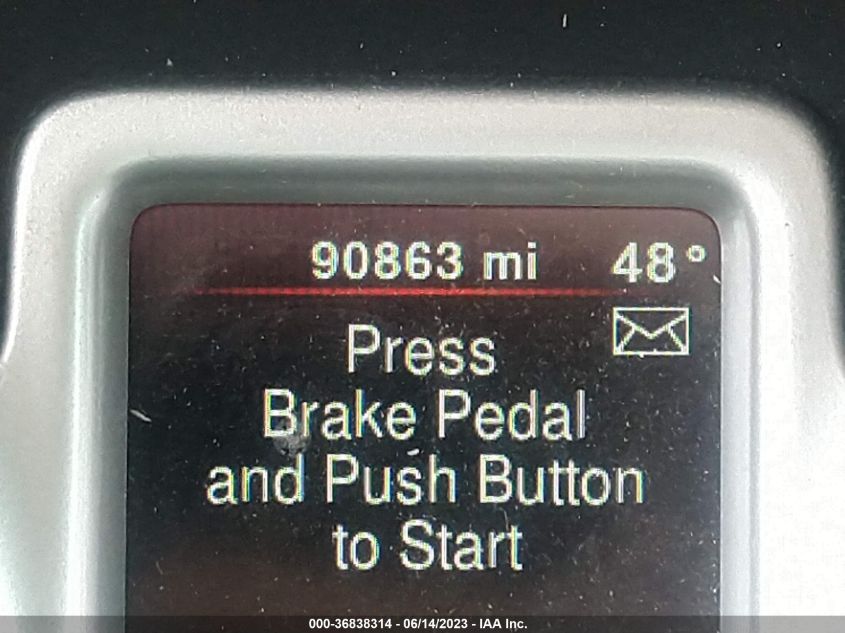 90863 mi 48°
Press
Brake Pedal
and Push Button
to Start
000-36838314 - 06/14/2023 - IAA Inc.